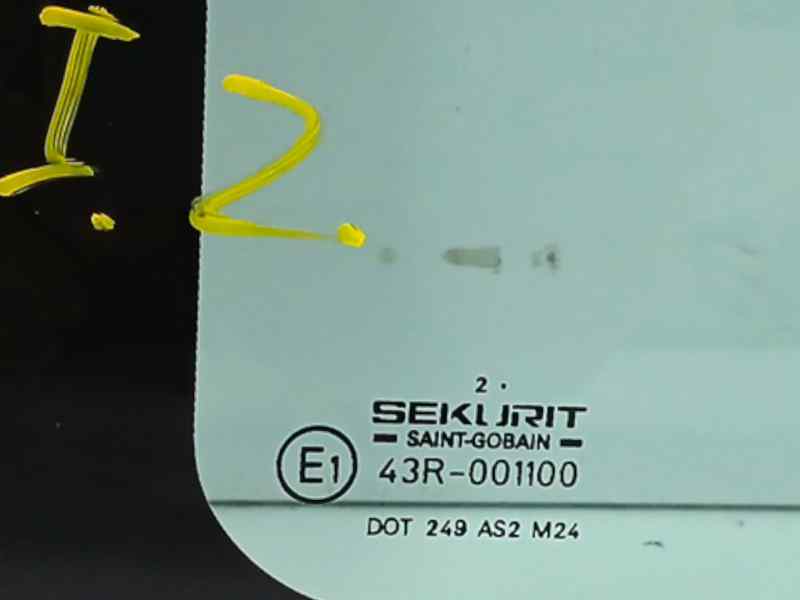 I.2.
2 .
SEKURIT
SAINT-GOBAIN
E1 43R-001100
DOT 249 AS2 M24